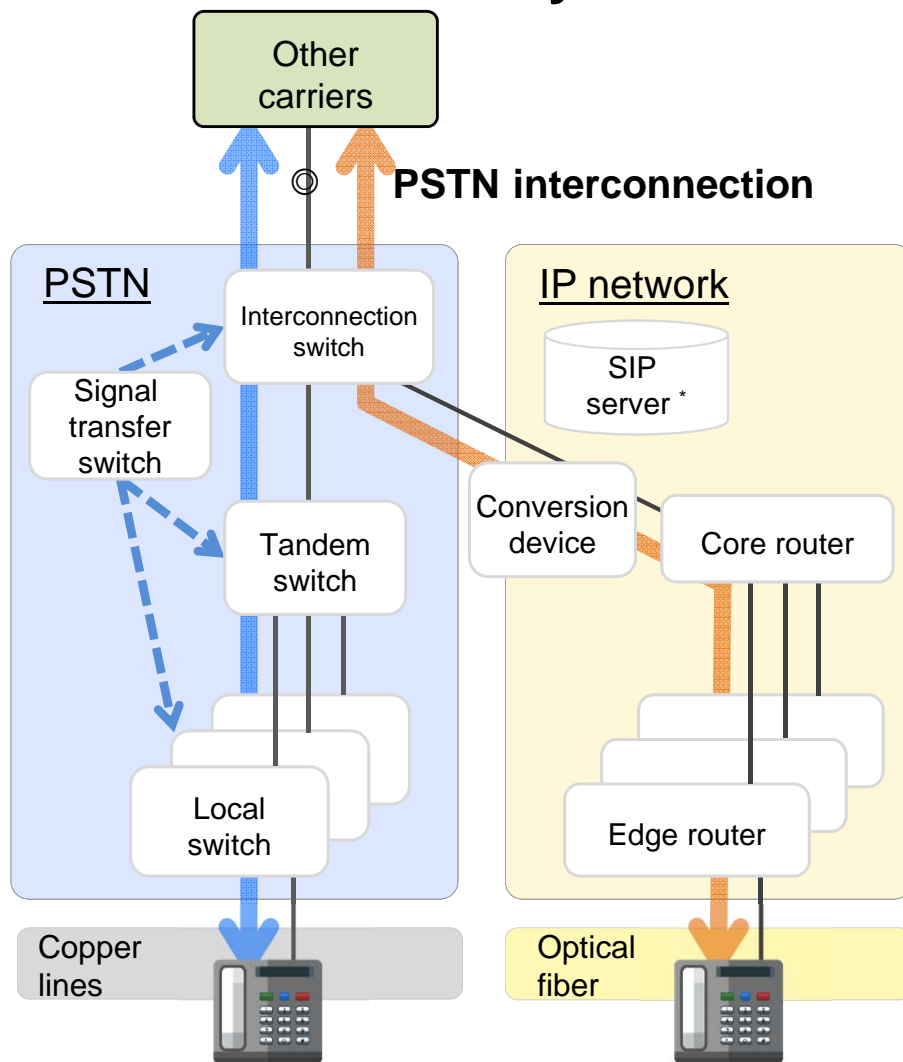 Other
carriers
PSTN interconnection
PSTN
Interconnection
switch
Signal
transfer
switch
Tandem
switch
Local
switch
Copper
lines
IP network
SIP
server *
Conversion
device
Core router
Edge router
Optical
fiber